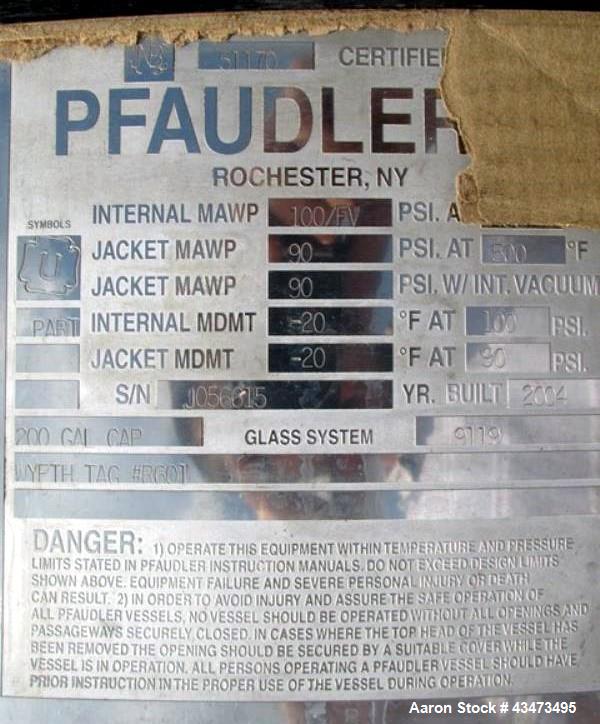 NB 51170 CERTIFIE
PFAUDLER
ROCHESTER, NY
SYMBOLS
INTERNAL MAWP 100/FV PSI. A
U
JACKET MAWP 90 PSI. AT 500 °F
JACKET MAWP 90 PSI. W/ INT. VACUUM
PART INTERNAL MDMT -20 °F AT 100 PSI.
JACKET MDMT -20 °F AT 90 PSI.
S/N J056615 YR. BUILT 2004
200 GAL CAP GLASS SYSTEM 9119
WYETH TAG #R601
DANGER: 1) OPERATE THIS EQUIPMENT WITHIN TEMPERATURE AND PRESSURE
LIMITS STATED IN PFAUDLER INSTRUCTION MANUALS. DO NOT EXCEED DESIGN LIMITS
SHOWN ABOVE. EQUIPMENT FAILURE AND SEVERE PERSONAL INJURY OR DEATH
CAN RESULT. 2) IN ORDER TO AVOID INJURY AND ASSURE THE SAFE OPERATION OF
ALL PFAUDLER VESSELS, NO VESSEL SHOULD BE OPERATED WITHOUT ALL OPENINGS AND
PASSAGEWAYS SECURELY CLOSED. IN CASES WHERE THE TOP HEAD OF THE VESSEL HAS
BEEN REMOVED THE OPENING SHOULD BE SECURED BY A SUITABLE COVER WHILE THE
VESSEL IS IN OPERATION. ALL PERSONS OPERATING A PFAUDLER VESSEL SHOULD HAVE
PRIOR INSTRUCTION IN THE PROPER USE OF THE VESSEL DURING OPERATION.
Aaron Stock # 43473495